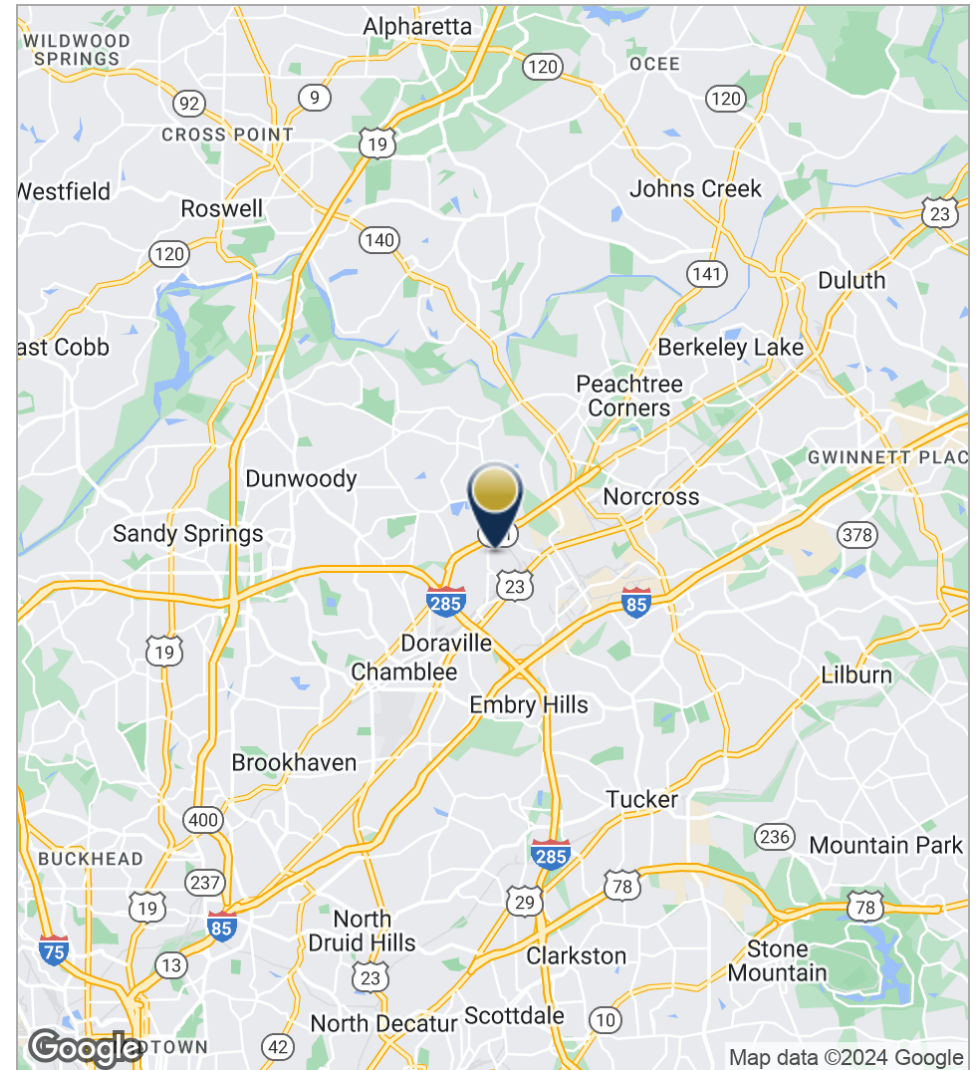 Alpharetta
WILDWOOD
SPRINGS
120
OCEE
92
9
120
CROSS POINT
19
Westfield
Johns Creek
Roswell
23
140
120
141
Duluth
ast Cobb
Berkeley Lake
Peachtree
Corners
GWINNETT PLAC
Dunwoody
Norcross
Sandy Springs
378
23
285
85
Doraville
19
Chamblee
Lilburn
Embry Hills
Brookhaven
Tucker
400
236
Mountain Park
285
BUCKHEAD
237
78
29
19
78
North
Druid Hills
85
75
Clarkston
Stone
Mountain
13
23
Scottdale
North Decatur
10
Google
DTOWN
42
Map data ©2024 Google